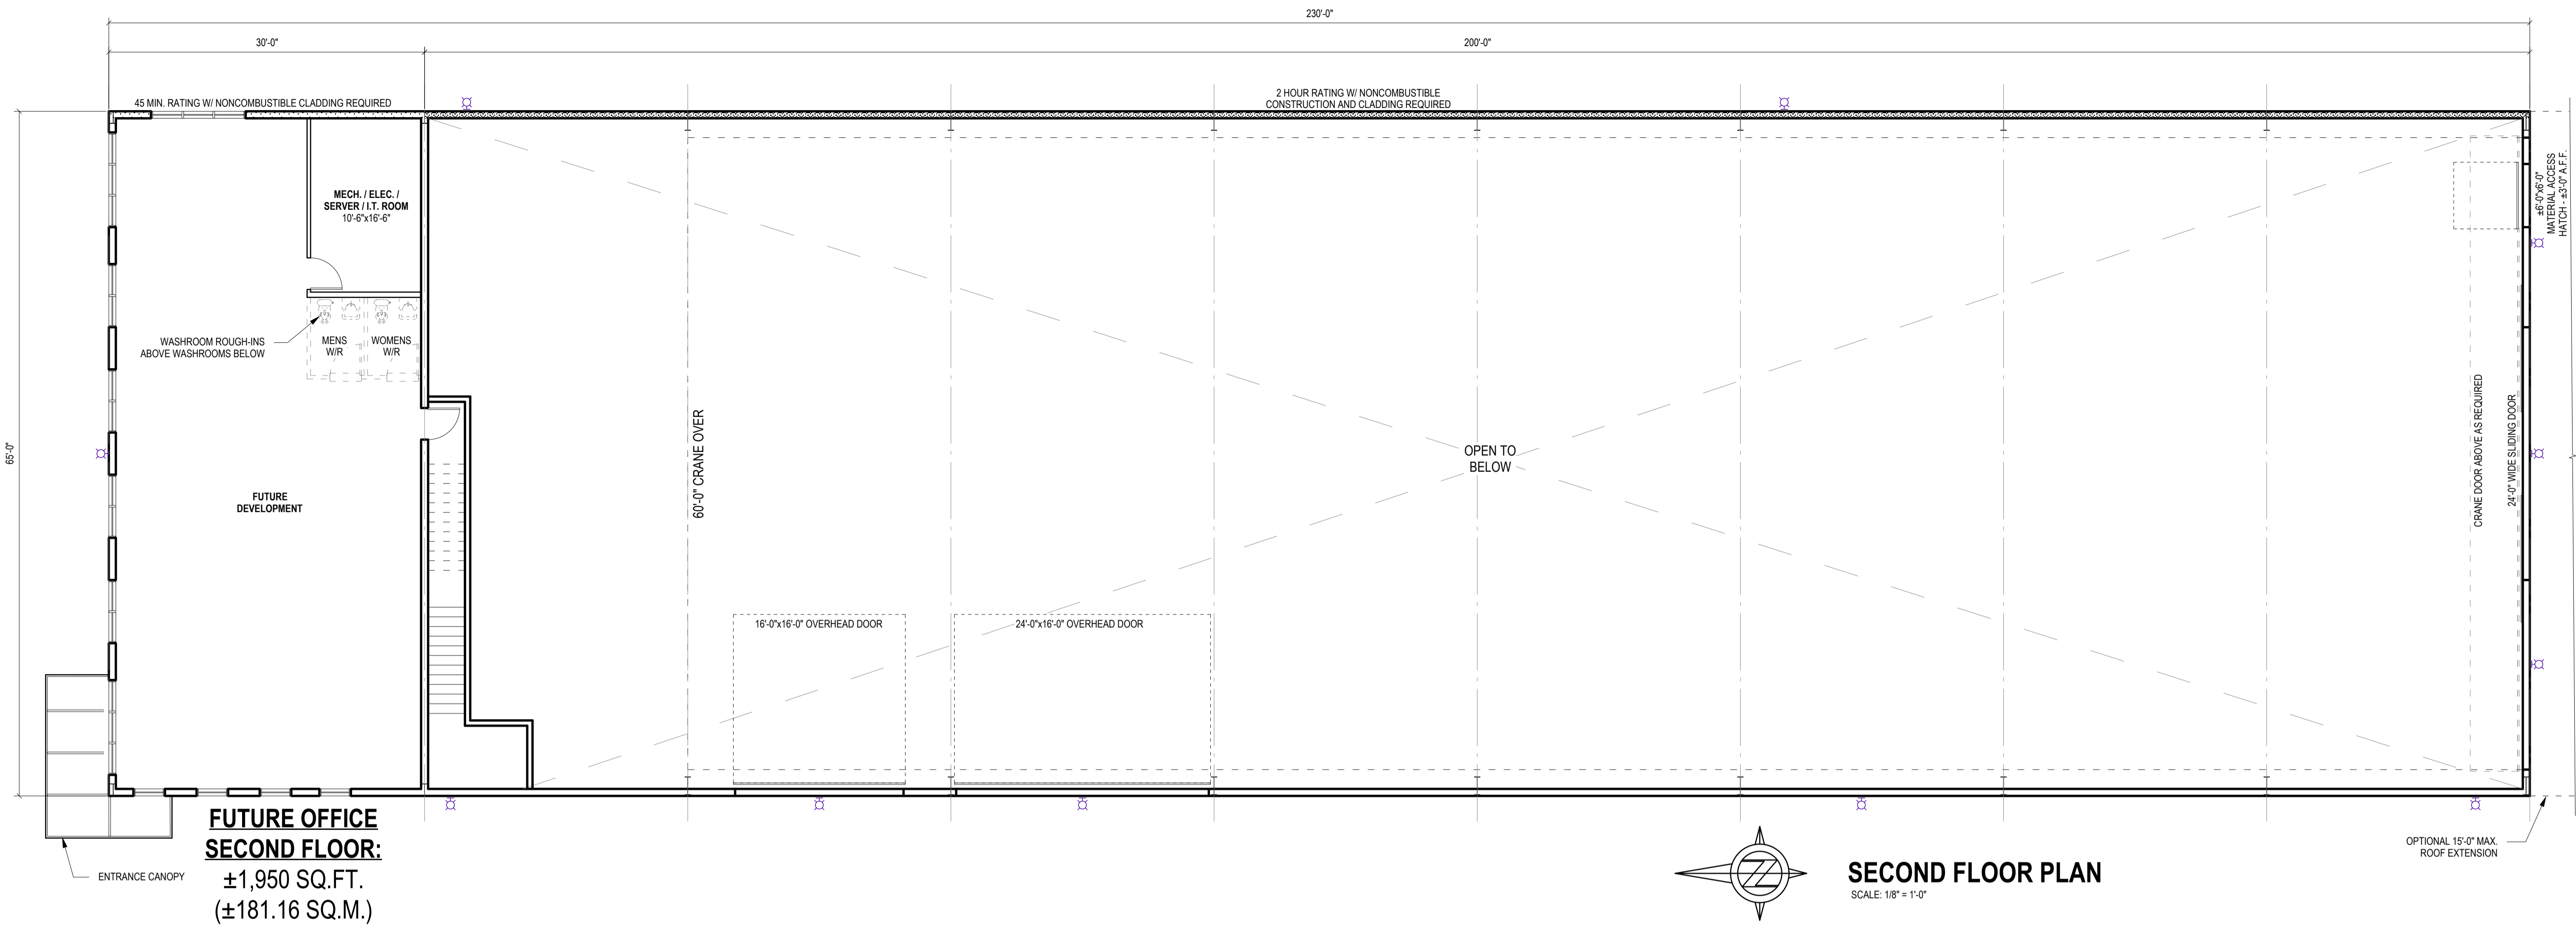 230'-0"
30'-0"
200'-0"
45 MIN. RATING W/ NONCOMBUSTIBLE CLADDING REQUIRED
2 HOUR RATING W/ NONCOMBUSTIBLE
CONSTRUCTION AND CLADDING REQUIRED
MECH. / ELEC. /
SERVER / I.T. ROOM
10'-6"x16'-6"
±6'-0"x6'-0"
MATERIAL ACCESS
HATCH - ±3'-0" A.F.F.
WASHROOM ROUGH-INS
ABOVE WASHROOMS BELOW
MENS
W/R
WOMENS
W/R
65'-0"
60'-0" CRANE OVER
OPEN TO
BELOW
CRANE DOOR ABOVE AS REQUIRED
24'-0" WIDE SLIDING DOOR
FUTURE
DEVELOPMENT
16'-0"x16'-0" OVERHEAD DOOR
24'-0"x16'-0" OVERHEAD DOOR
FUTURE OFFICE
SECOND FLOOR:
±1,950 SQ.FT.
(±181.16 SQ.M.)
ENTRANCE CANOPY
OPTIONAL 15'-0" MAX.
ROOF EXTENSION
SECOND FLOOR PLAN
SCALE: 1/8" = 1'-0"